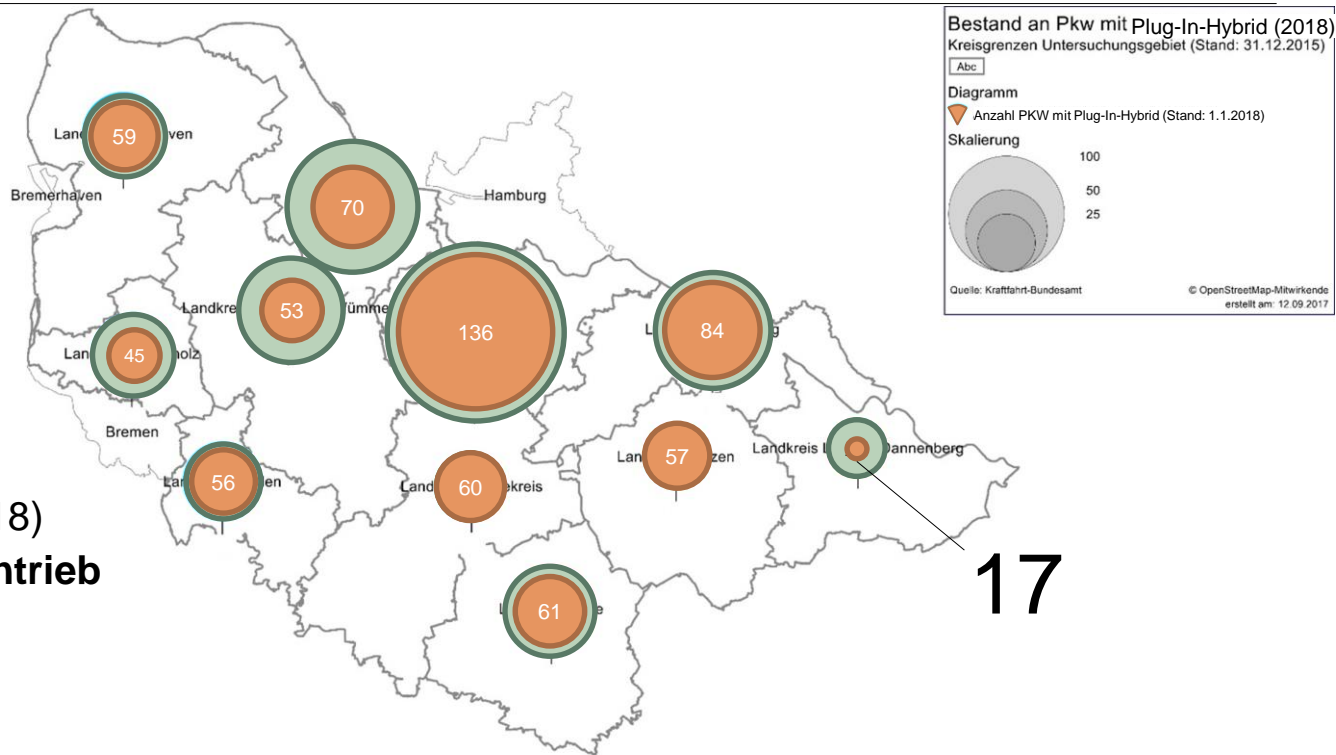 Bestand an Pkw mit Plug-In-Hybrid (2018)
Kreisgrenzen Untersuchungsgebiet (Stand: 31.12.2015)
Abc
Diagramm
Anzahl PKW mit Plug-In-Hybrid (Stand: 1.1.2018)
Skalierung
100
50
25
Quelle: Kraftfahrt-Bundesamt
© OpenStreetMap-Mitwirkende
erstellt am: 12.09.2017
59
Bremerhaven
Hamburg
70
53
136
84
45
Bremen
Landkreis Dannenberg
57
56
60
61
17
18)
ntrieb